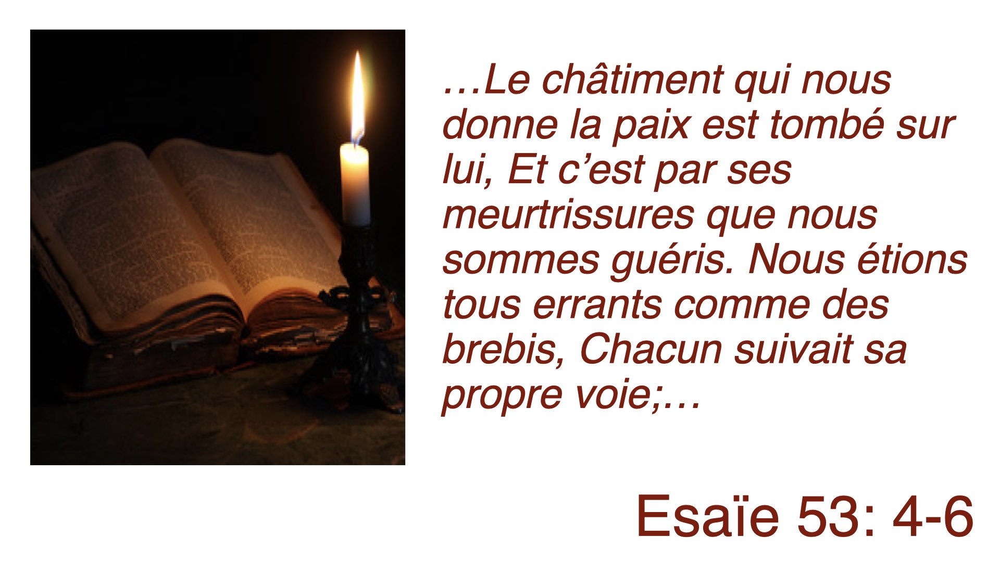 …Le châtiment qui nous
donne la paix est tombé sur
lui, Et c’est par ses
meurtrissures que nous
sommes guéris. Nous étions
tous errants comme des
brebis, Chacun suivait sa
propre voie;…
Esaïe 53: 4-6